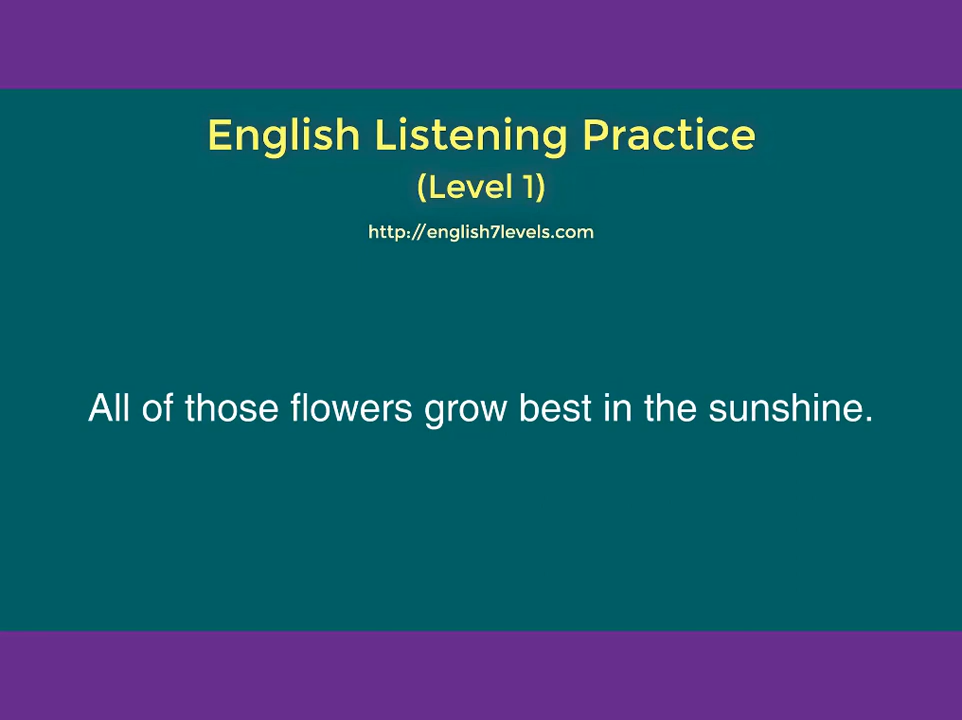 English Listening Practice
(Level 1)
http://english7levels.com
All of those flowers grow best in the sunshine.